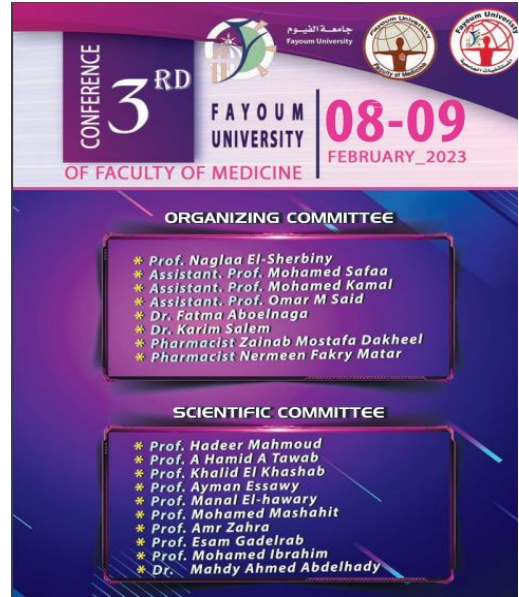 CONFERENCE
3RD
جامعة الفيوم
Fayoum University
Fayoum University
Faculty of Medicine
Fayoum University
FAYOUM
UNIVERSITY
08-09
FEBRUARY_2023
OF FACULTY OF MEDICINE
ORGANIZING COMMITTEE
* Prof. Naglaa El-Sherbiny
* Assistant. Prof. Mohamed Safaa
* Assistant. Prof. Mohamed Kamal
* Assistant. Prof. Omar M Said
* Dr. Fatma Aboelnaga
* Dr. Karim Salem
* Pharmacist Zainab Mostafa Dakheel
* Pharmacist Nermeen Fakry Matar
SCIENTIFIC COMMITTEE
* Prof. Hadeer Mahmoud
* Prof. A Hamid A Tawab
* Prof. Khalid El Khashab
* Prof. Ayman Essawy
* Prof. Manal El-hawary
* Prof. Mohamed Mashahit
* Prof. Amr Zahra
* Prof. Esam Gadelrab
* Prof. Mohamed Ibrahim
* Dr. Mahdy Ahmed Abdelhady